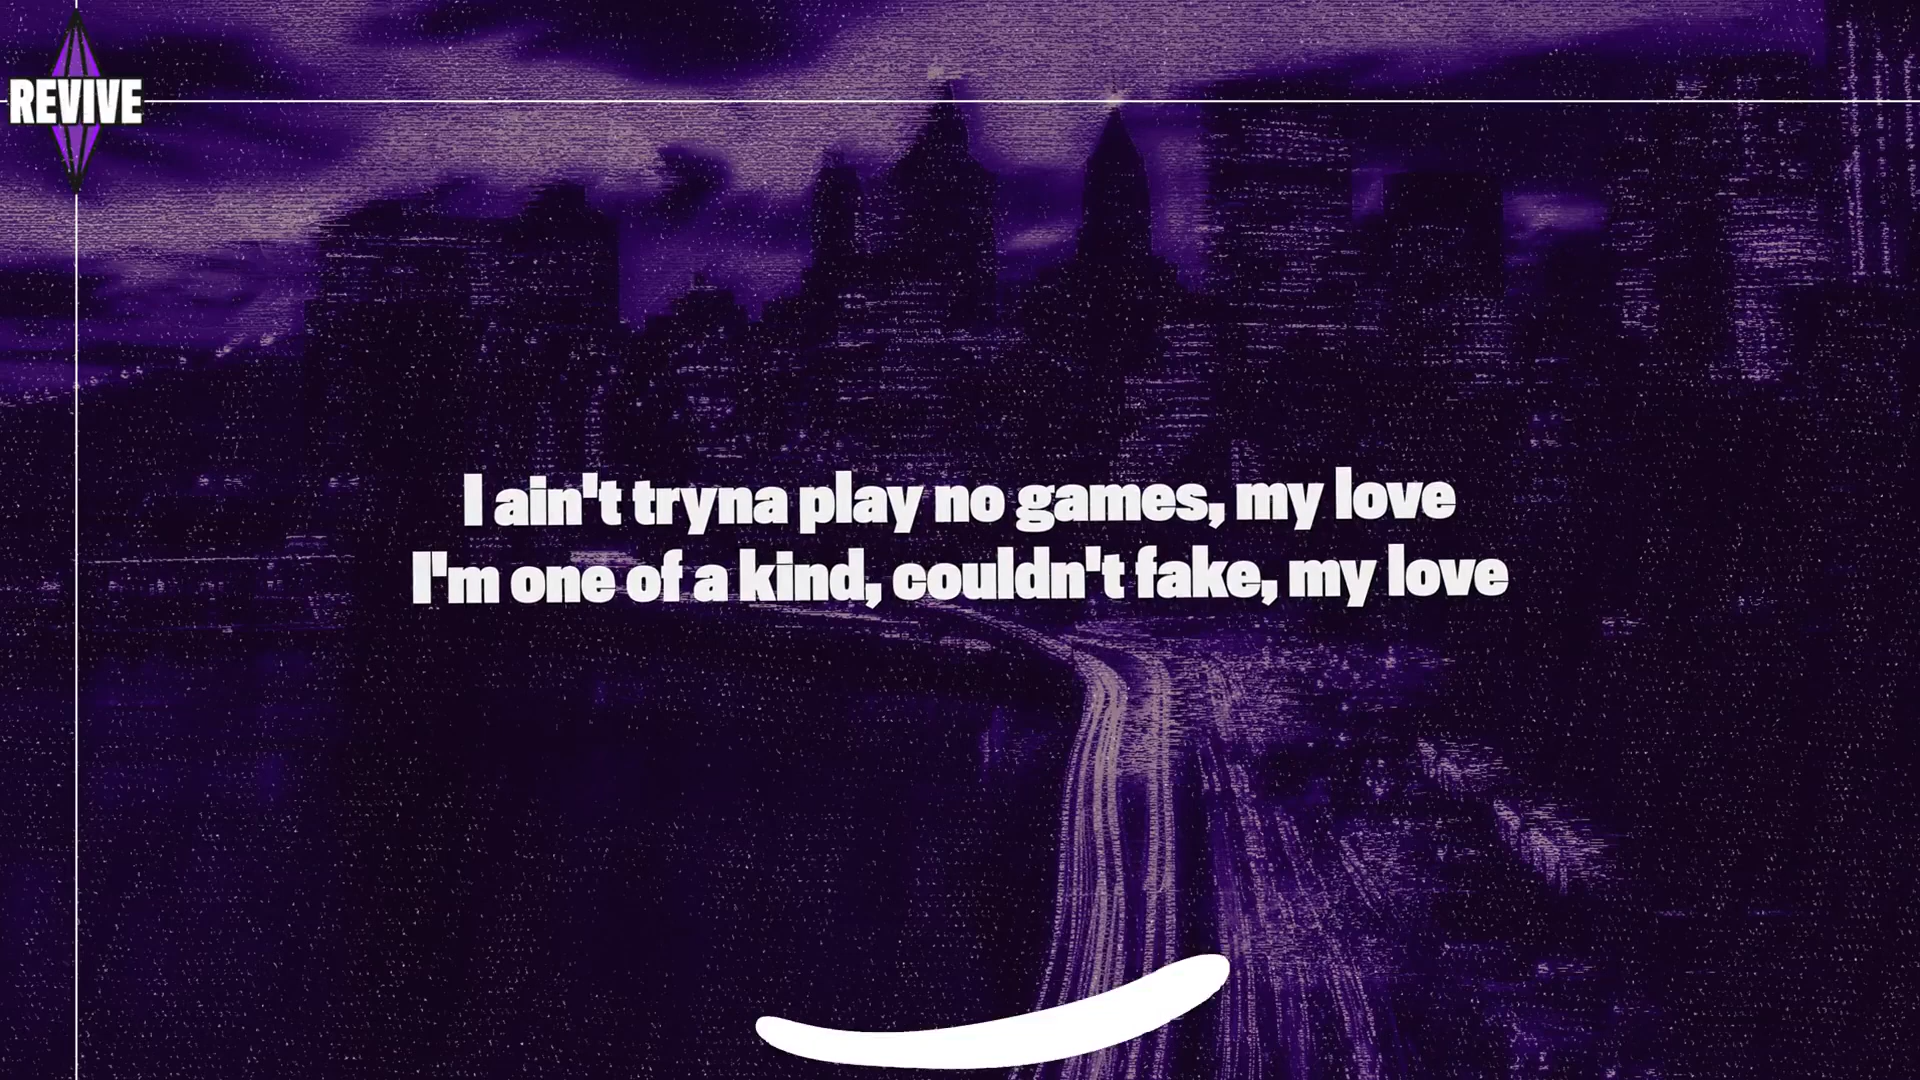 REVIVE
I ain't tryna play no games, my love
I'm one of a kind, couldn't fake, my love